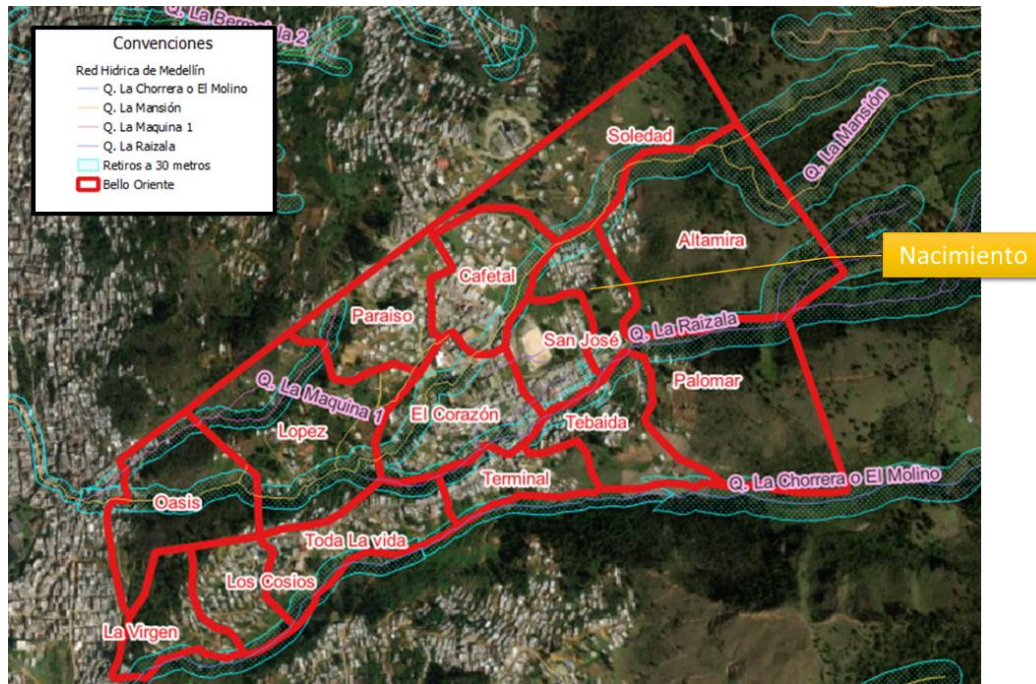 Q. La Bermejala 2
Convenciones
Red Hidrica de Medellín
Q. La Chorrera o El Molino
Q. La Mansión
Q. La Maquina 1
Q. La Raizala
Retiros a 30 metros
Bello Oriente
Soledad
Q. La Mansión
Altamira
Nacimiento
Cafetal
Paraiso
Q. La Raizala
San José
Palomar
Q. La Maquina 1
El Corazón
Lopez
Tebaida
Terminal
Q. La Chorrera o El Molino
Oasis
Toda La vida
Los Cosios
La Virgen